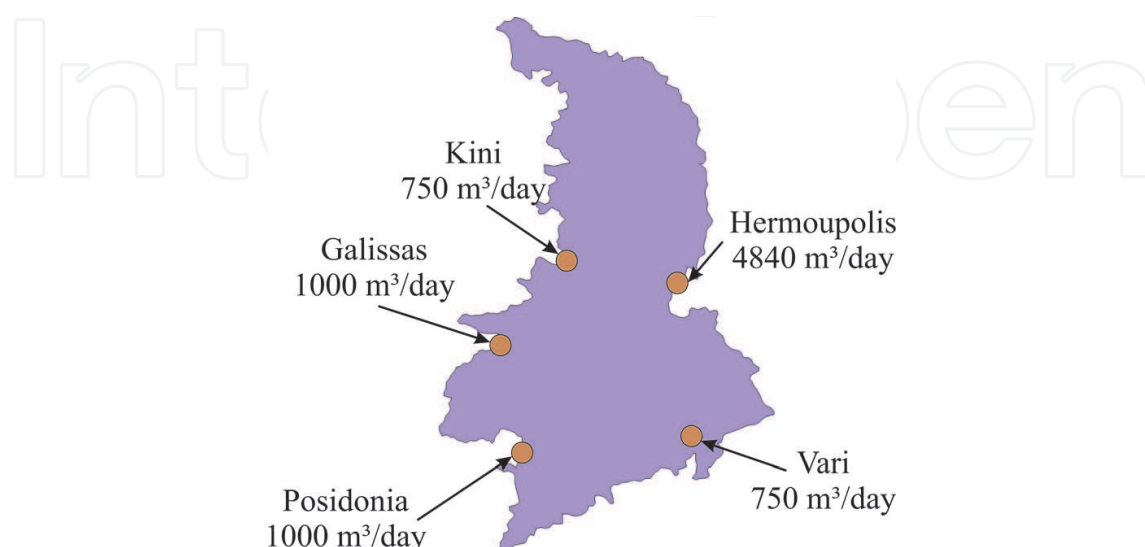 Kini
750 m³/day
Hermoupolis
4840 m³/day
Galissas
1000 m³/day
Vari
750 m³/day
Posidonia
1000 m³/day